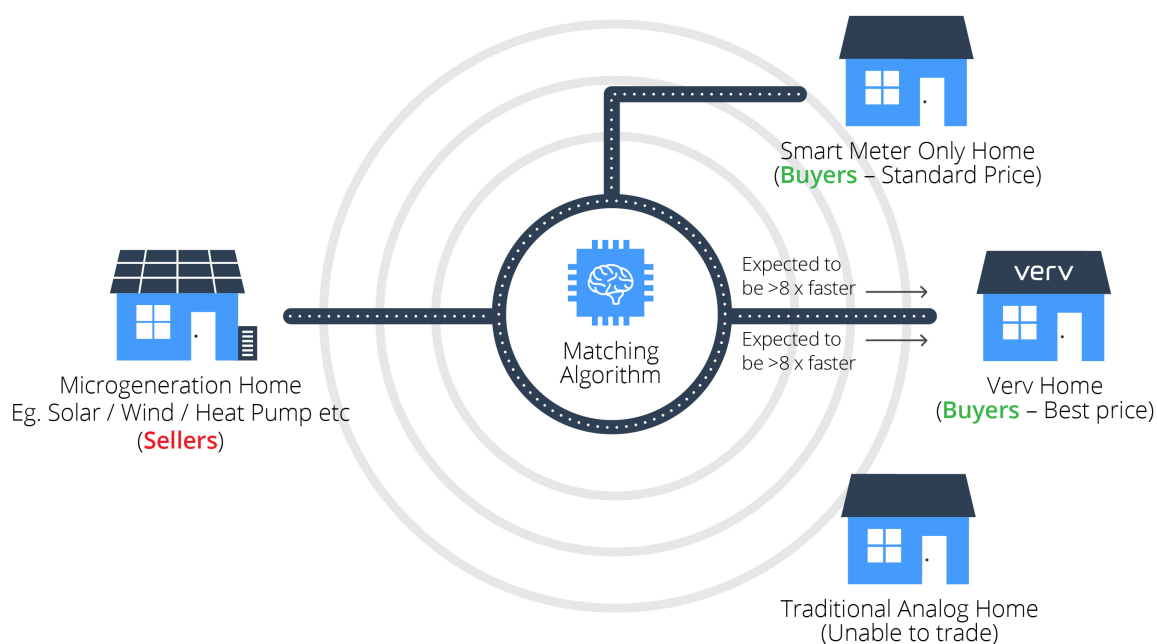 Smart Meter Only Home
(Buyers – Standard Price)
Expected to
be >8 x faster
verv
Matching
Algorithm
Expected to
be >8 x faster
Microgeneration Home
Eg. Solar / Wind / Heat Pump etc
(Sellers)
Verv Home
(Buyers – Best price)
Traditional Analog Home
(Unable to trade)